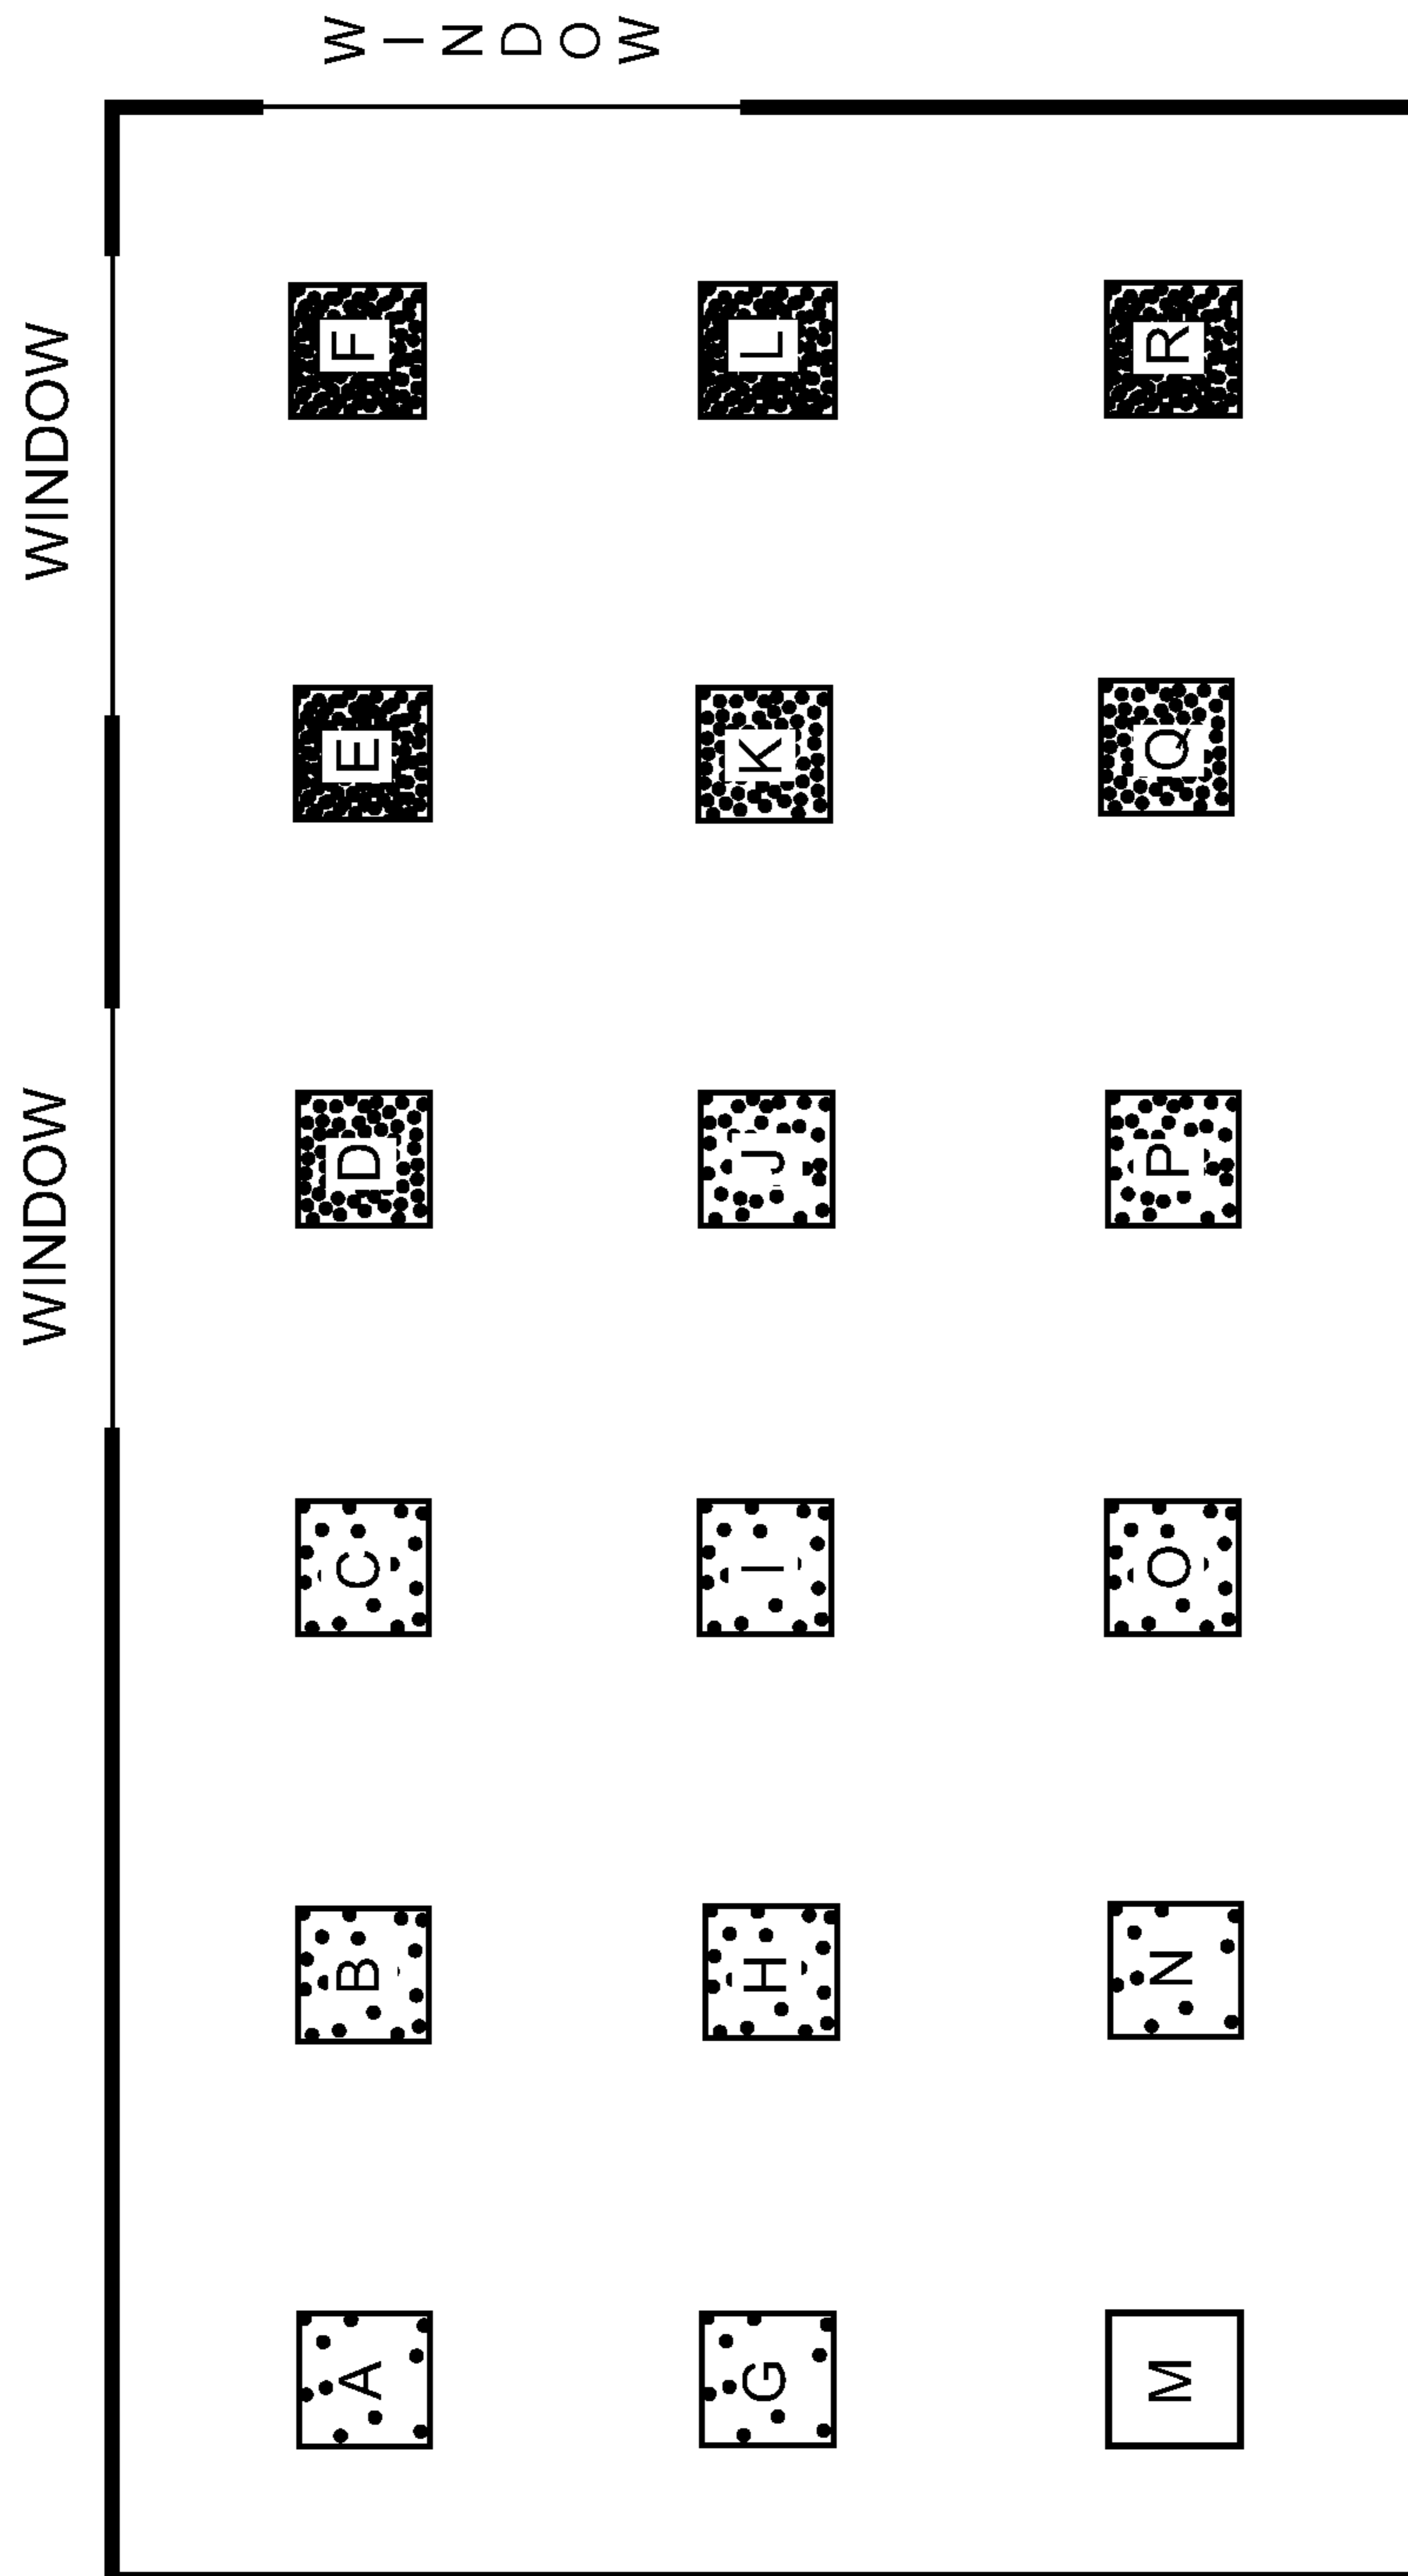 WINDOW
WINDOW
WINDOW
F L R
E K Q
D J P
C I O
B H N
A G M